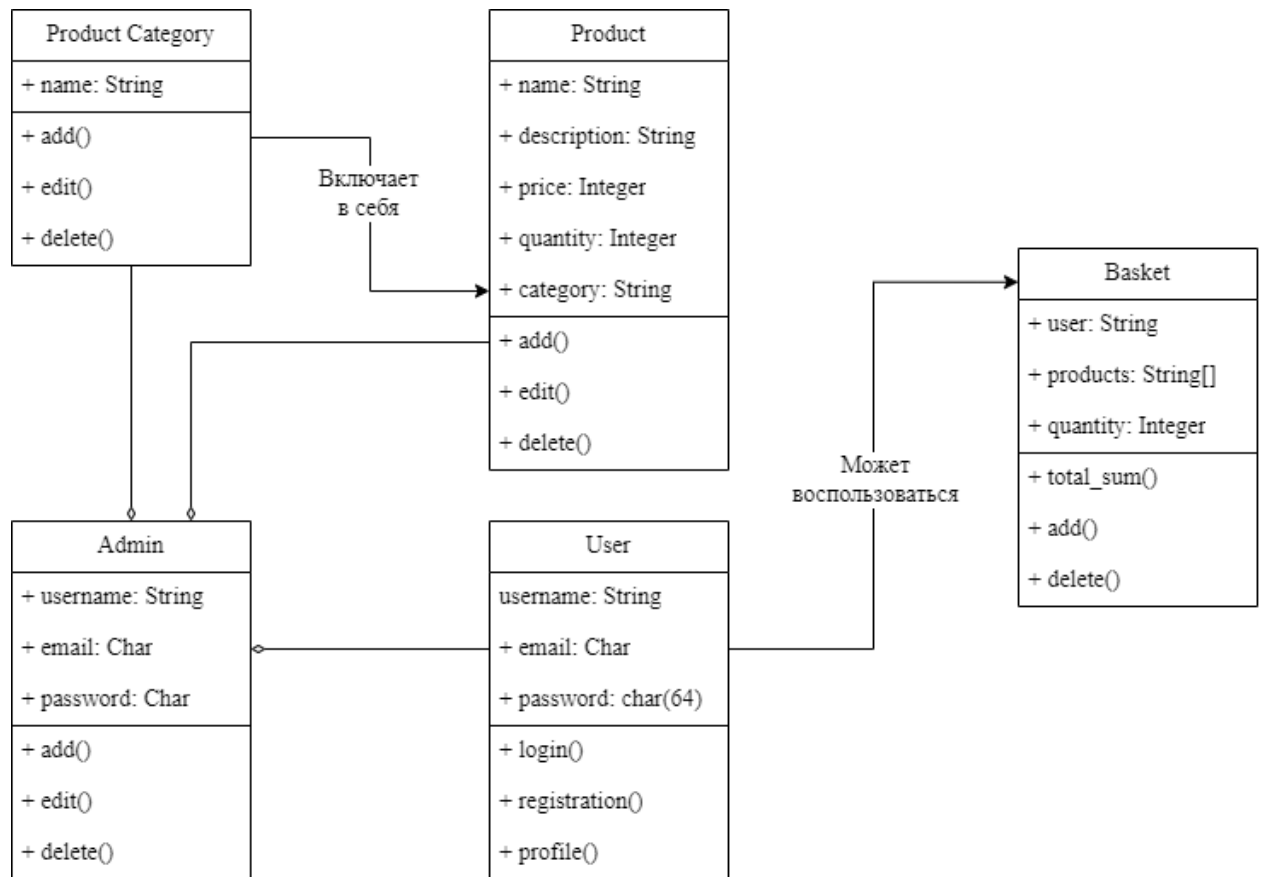 Product Category
+ name: String
+ add()
+ edit()
+ delete()
Включает
в себя
Product
+ name: String
+ description: String
+ price: Integer
+ quantity: Integer
+ category: String
+ add()
+ edit()
+ delete()
Basket
+ user: String
+ products: String[]
+ quantity: Integer
+ total_sum()
+ add()
+ delete()
Может
воспользоваться
Admin
+ username: String
+ email: Char
+ password: Char
+ add()
+ edit()
+ delete()
User
username: String
+ email: Char
+ password: char(64)
+ login()
+ registration()
+ profile()